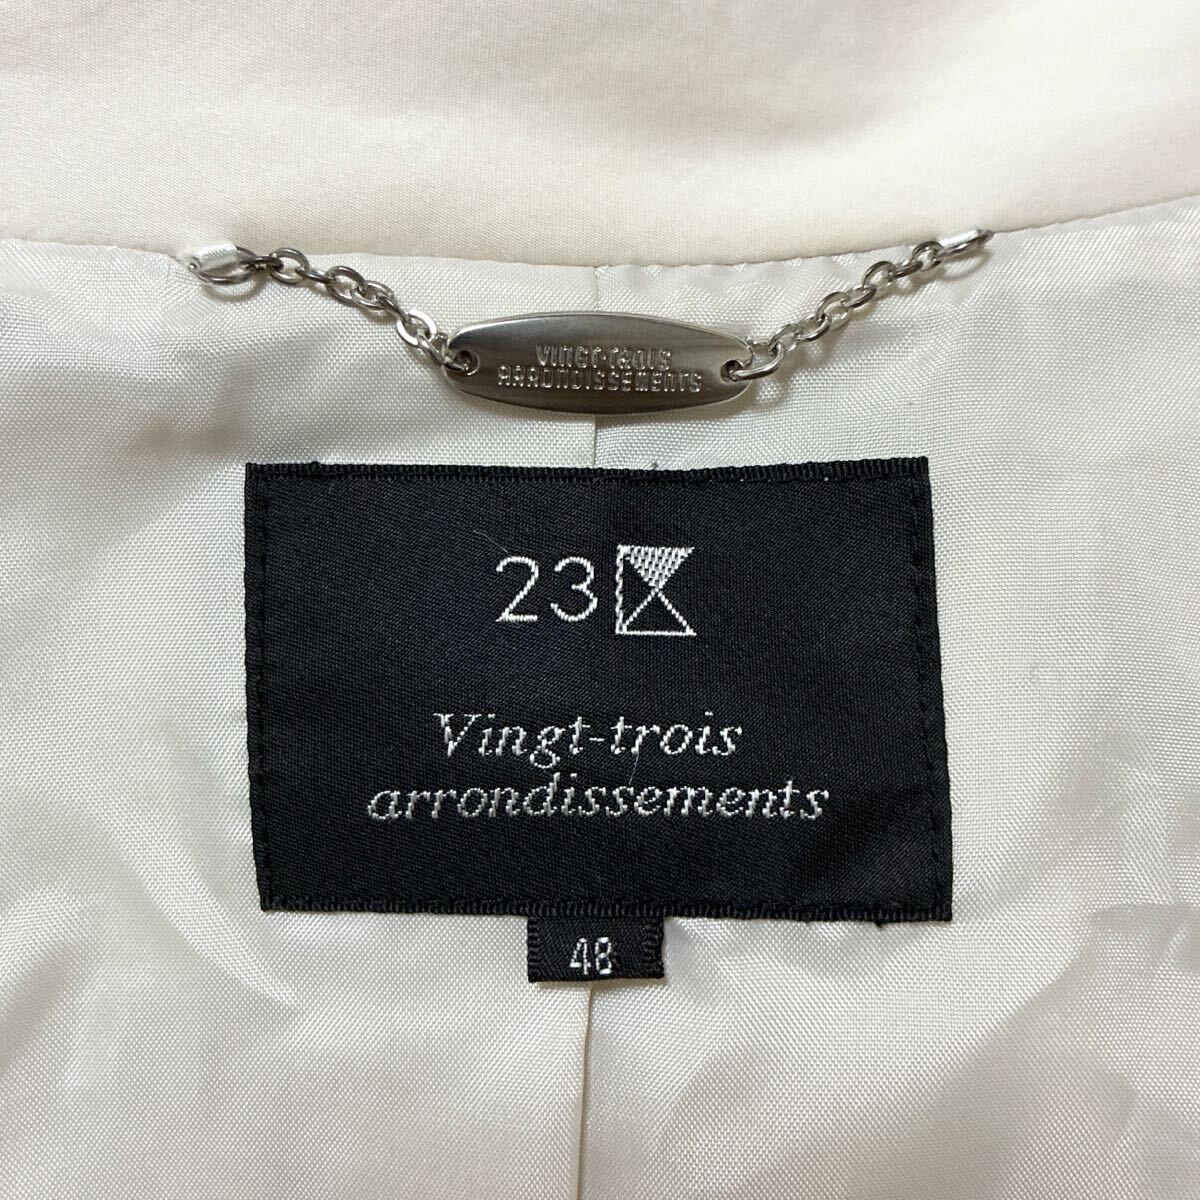 VINGT-TROIS
ARRONDISSEMENTS
23
Vingt-trois
arrondissements
48